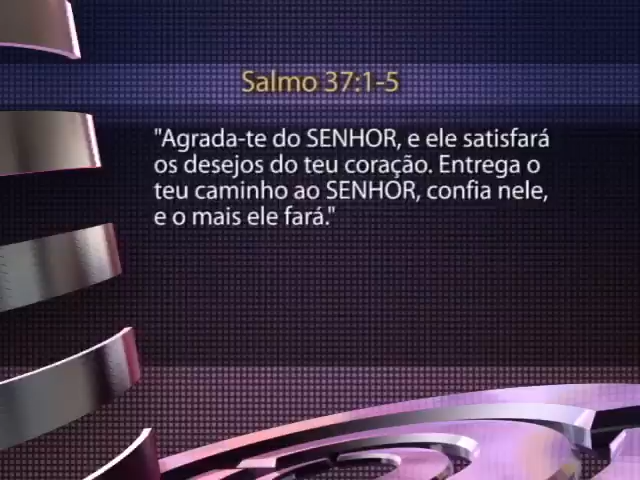 Salmo 37:1-5
"Agrada-te do SENHOR, e ele satisfará
os desejos do teu coração. Entrega o
teu caminho ao SENHOR, confia nele,
e o mais ele fará."